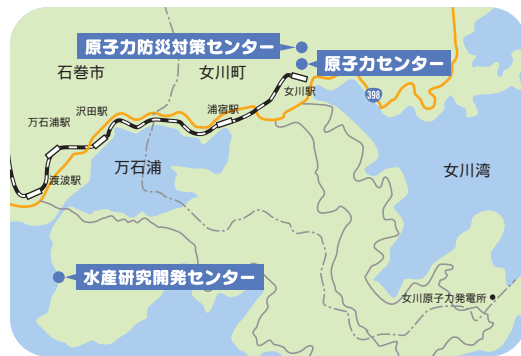 原子力防災対策センター
原子力センター
石巻市
女川町
女川駅
398
沢田駅
浦宿駅
万石浦駅
万石浦
渡波駅
女川湾
水産研究開発センター
女川原子力発電所